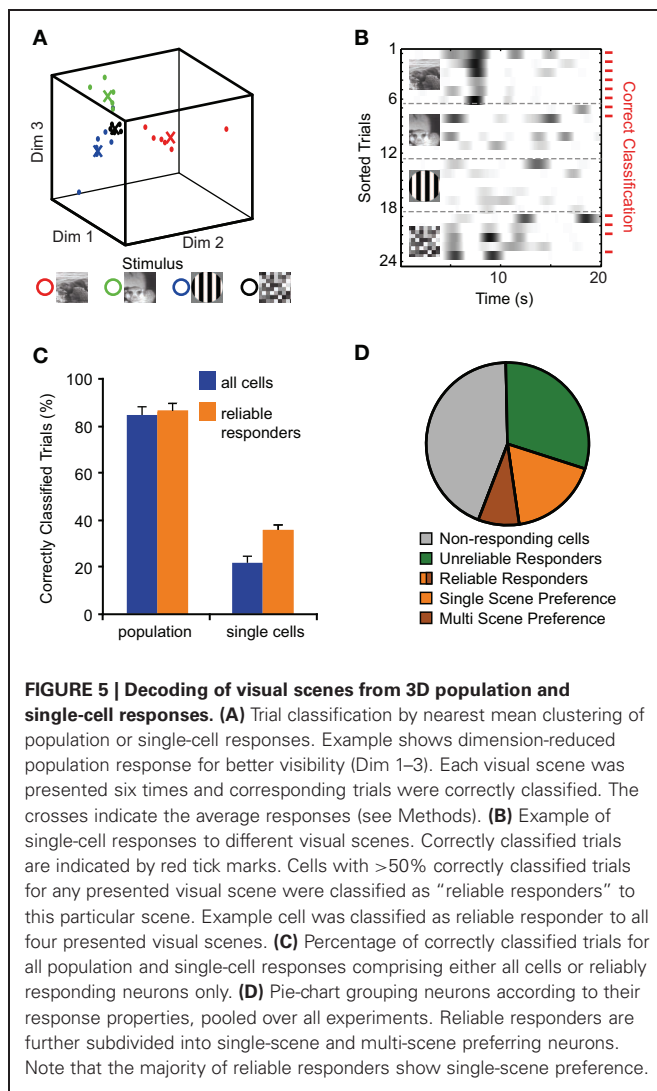 A
Dim 3
Dim 1
Dim 2
Stimulus
B
Sorted Trials
1
6
12
18
24
0
10
20
Time (s)
Correct Classification
C
Correctly Classified Trials (%)
100
80
60
40
20
0
all cells
reliable
responders
population
single cells
D
Non-responding cells
Unreliable Responders
Reliable Responders
Single Scene Preference
Multi Scene Preference
FIGURE 5 | Decoding of visual scenes from 3D population and
single-cell responses. (A) Trial classification by nearest mean clustering of
population or single-cell responses. Example shows dimension-reduced
population response for better visibility (Dim 1–3). Each visual scene was
presented six times and corresponding trials were correctly classified. The
crosses indicate the average responses (see Methods). (B) Example of
single-cell responses to different visual scenes. Correctly classified trials
are indicated by red tick marks. Cells with >50% correctly classified trials
for any presented visual scene were classified as “reliable responders” to
this particular scene. Example cell was classified as reliable responder to all
four presented visual scenes. (C) Percentage of correctly classified trials for
all population and single-cell responses comprising either all cells or reliably
responding neurons only. (D) Pie-chart grouping neurons according to their
response properties, pooled over all experiments. Reliable responders are
further subdivided into single-scene and multi-scene preferring neurons.
Note that the majority of reliable responders show single-scene preference.